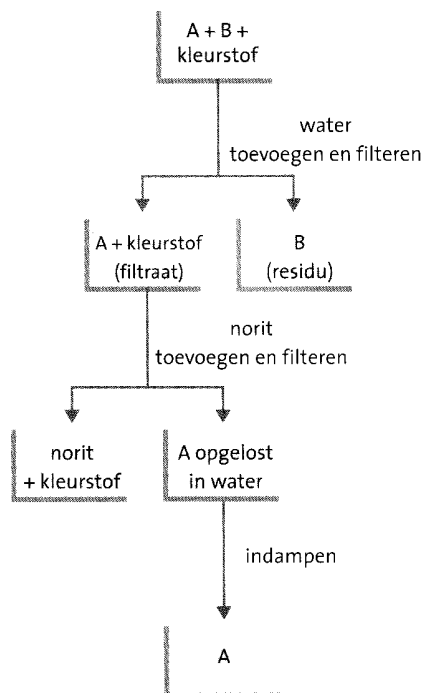 A + B +
kleurstof
water
toevoegen en filteren
A + kleurstof
(filtraat)
B
(residu)
norit
toevoegen en filteren
norit
+ kleurstof
A opgelost
in water
indampen
A